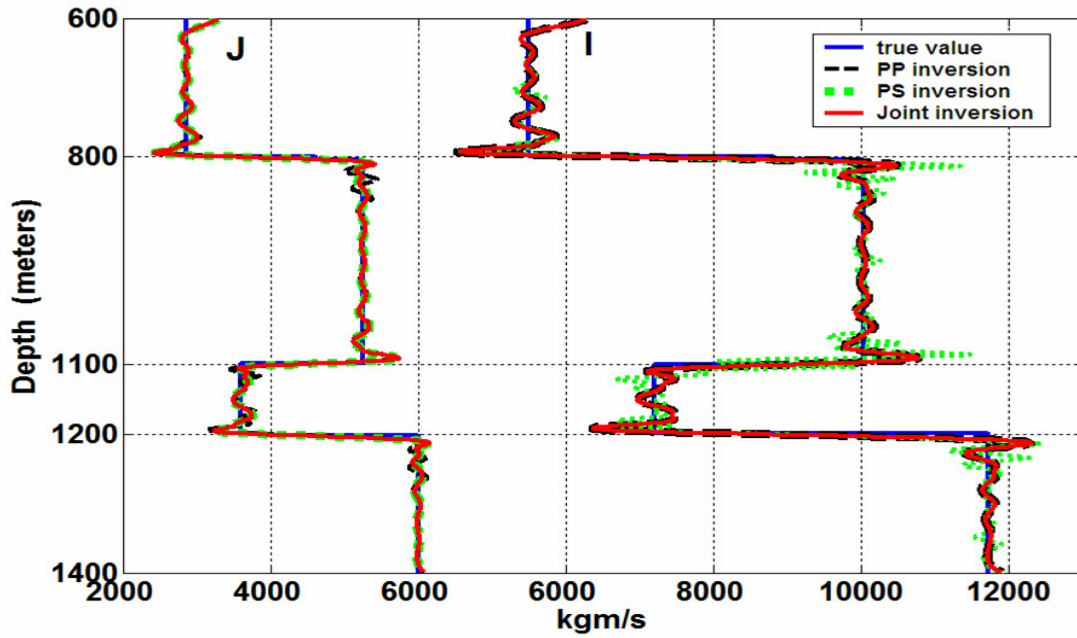 600
J
I
true value
PP inversion
PS inversion
Joint inversion
800
Depth (meters)
1100
1200
1400
2000
4000
6000
8000
10000
12000
kgm/s